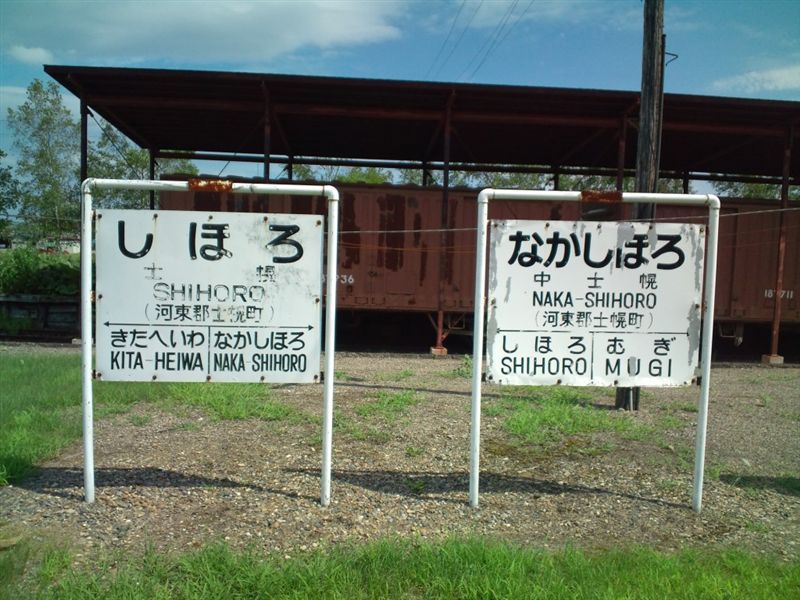 しほろ
士幌
SHIHORO
(河東郡士幌町)
きたへいわ なかしほろ
KITA-HEIWA NAKA-SHIHORO
なかしほろ
中士幌
NAKA-SHIHORO
(河東郡士幌町)
しほろ むぎ
SHIHORO MUGI
18711